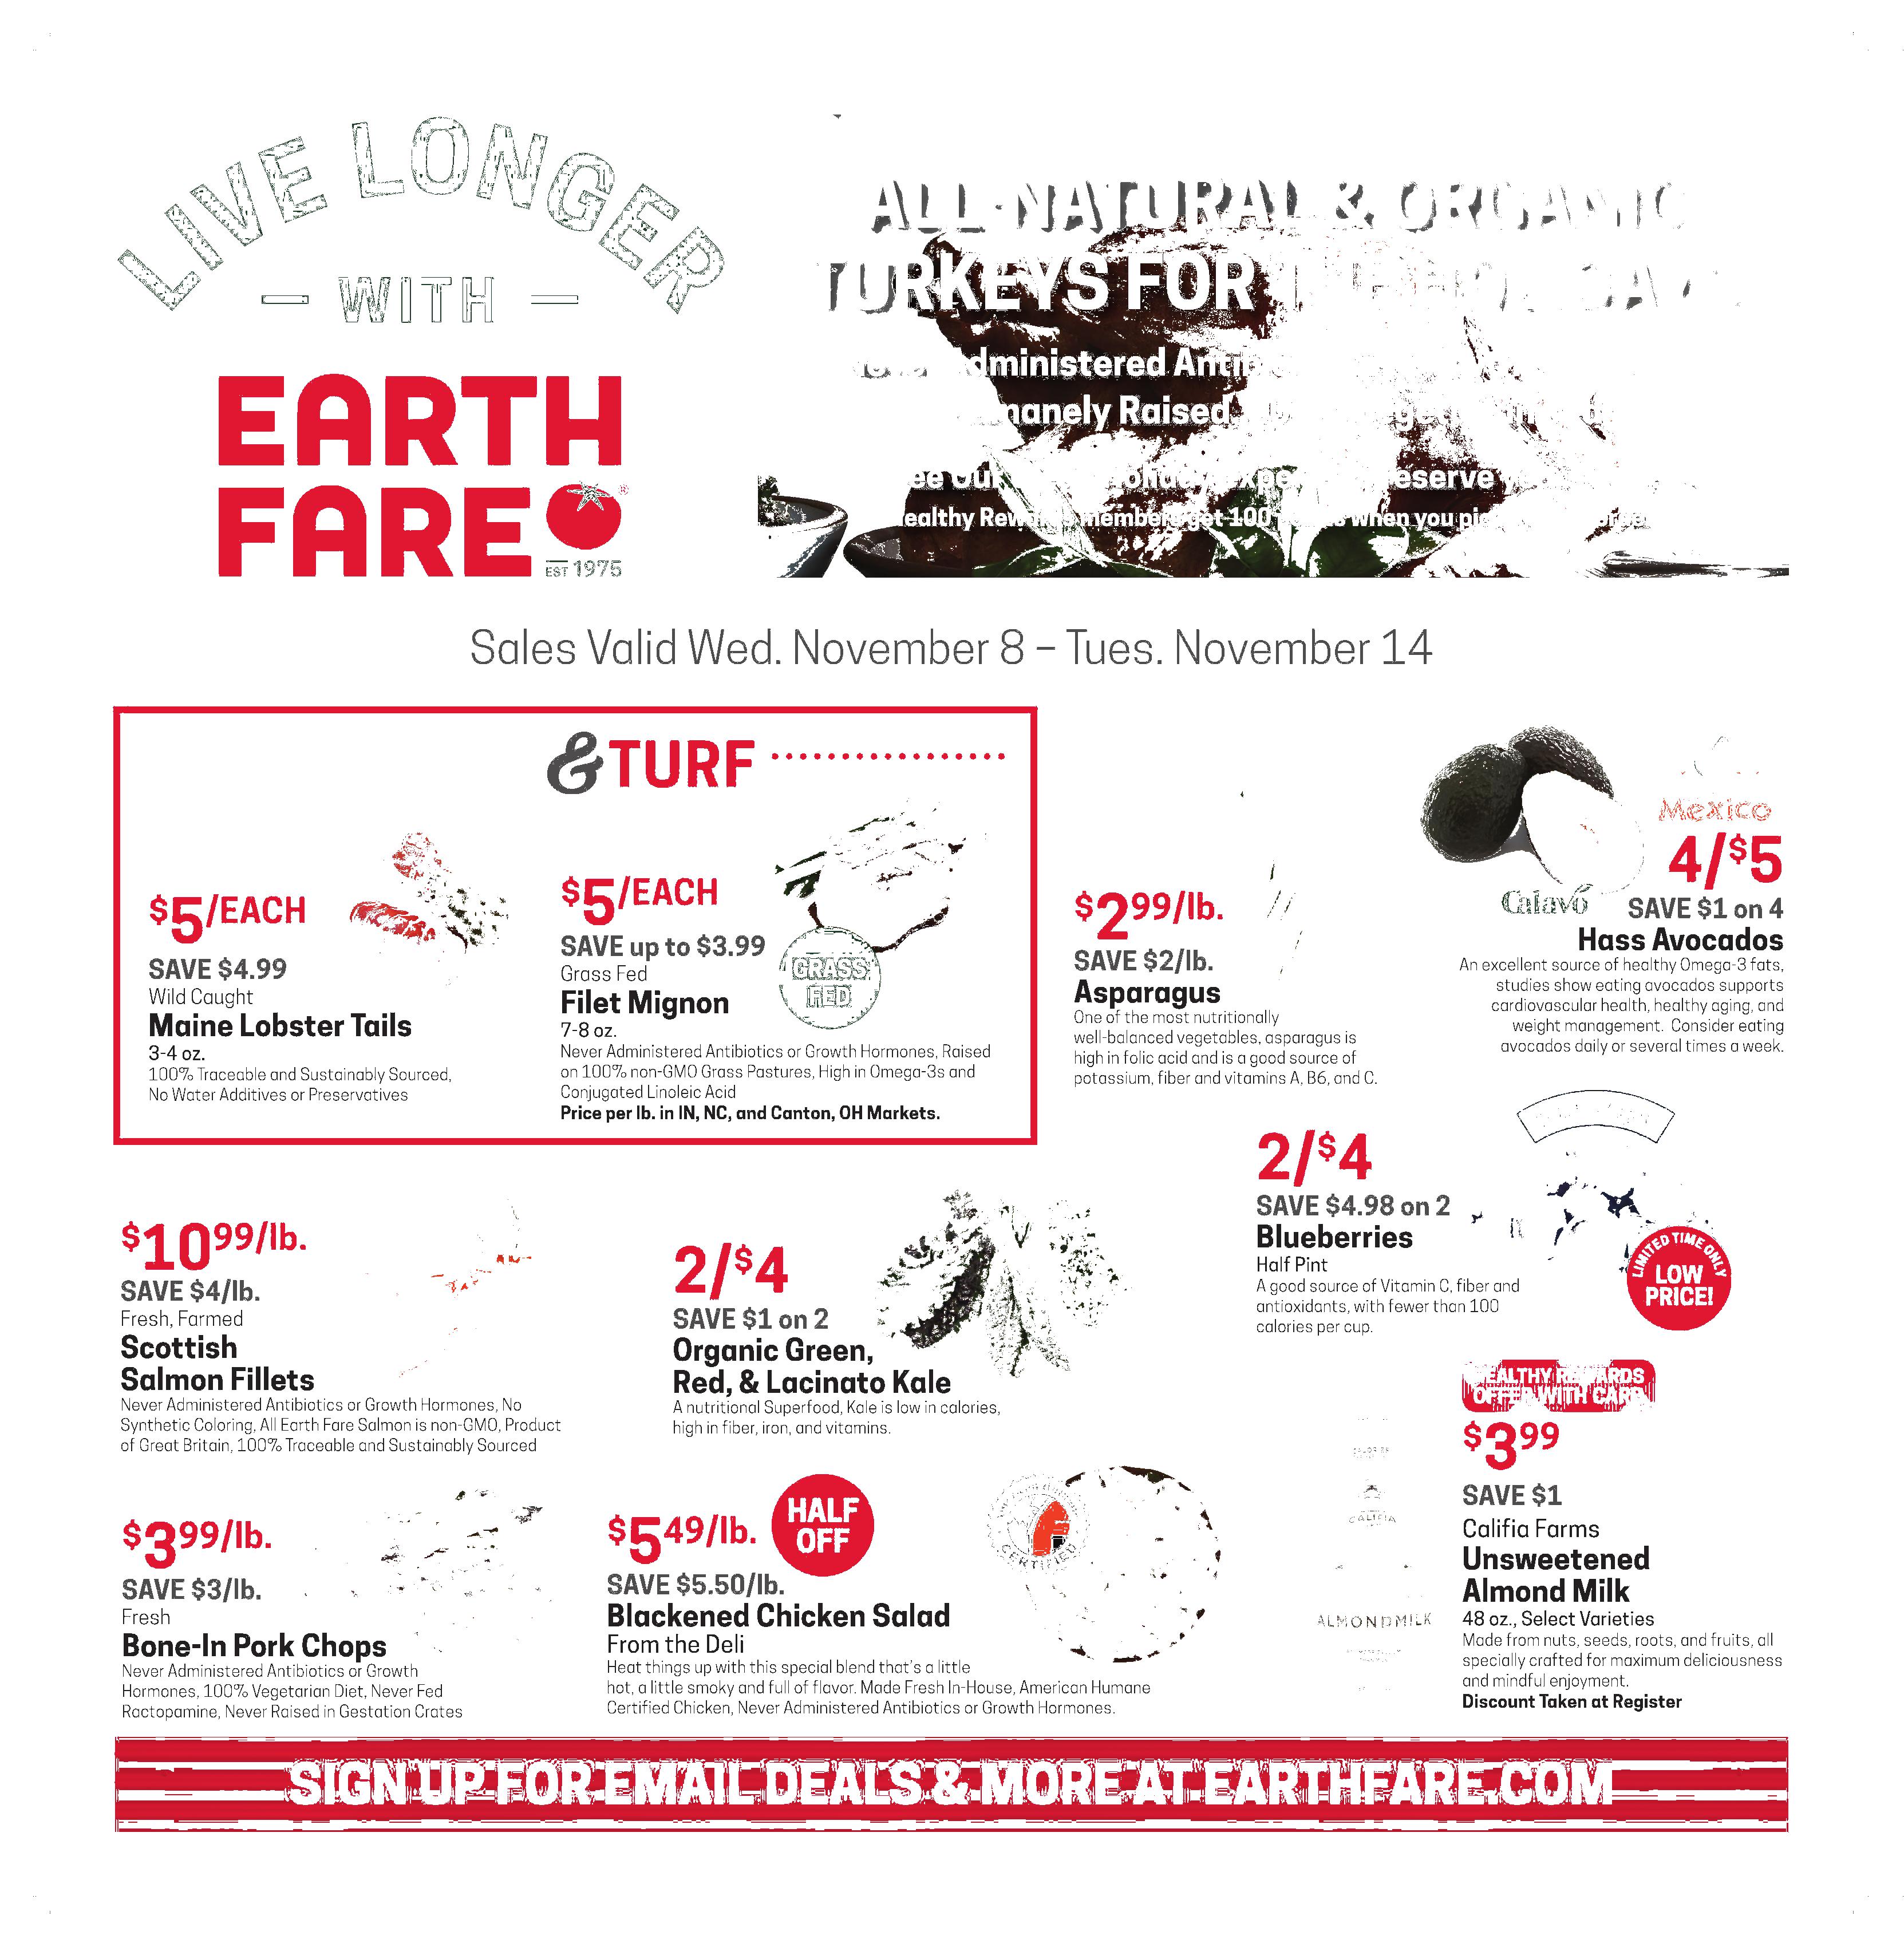 LIVE LONGER
— WITH —
EARTH
FARE®
EST 1975
ALL-NATURAL & ORGANIC
TURKEYS FOR
Administered
Humanely Raised
Reserve
Healthy Rewards members get 100 when you
Sales Valid Wed. November 8 – Tues. November 14
&TURF
$5/EACH
SAVE $4.99
Wild Caught
Maine Lobster Tails
3-4 oz.
100% Traceable and Sustainably Sourced,
No Water Additives or Preservatives
$5/EACH
SAVE up to $3.99
Grass Fed
Filet Mignon
7-8 oz.
Never Administered Antibiotics or Growth Hormones, Raised
on 100% non-GMO Grass Pastures, High in Omega-3s and
Conjugated Linoleic Acid
Price per lb. in IN, NC, and Canton, OH Markets.
GRASS
FED
$2.99/lb.
SAVE $2/lb.
Asparagus
One of the most nutritionally
well-balanced vegetables, asparagus is
high in folic acid and is a good source of
potassium, fiber and vitamins A, B6, and C.
Mexico
Calavo
4/$5
SAVE $1 on 4
Hass Avocados
An excellent source of healthy Omega-3 fats,
studies show eating avocados supports
cardiovascular health, healthy aging, and
weight management. Consider eating
avocados daily or several times a week.
$10.99/lb.
SAVE $4/lb.
Fresh, Farmed
Scottish
Salmon Fillets
Never Administered Antibiotics or Growth Hormones, No
Synthetic Coloring, All Earth Fare Salmon is non-GMO, Product
of Great Britain, 100% Traceable and Sustainably Sourced
2/$4
SAVE $1 on 2
Organic Green,
Red, & Lacinato Kale
A nutritional Superfood, Kale is low in calories,
high in fiber, iron, and vitamins.
2/$4
SAVE $4.98 on 2
Blueberries
Half Pint
A good source of Vitamin C, fiber and
antioxidants, with fewer than 100
calories per cup.
LIMITED TIME ONLY
LOW
PRICE!
$3.99/lb.
SAVE $3/lb.
Fresh
Bone-In Pork Chops
Never Administered Antibiotics or Growth
Hormones, 100% Vegetarian Diet, Never Fed
Ractopamine, Never Raised in Gestation Crates
$5.49/lb.
HALF
OFF
SAVE $5.50/lb.
Blackened Chicken Salad
From the Deli
Heat things up with this special blend that's a little
hot, a little smoky and full of flavor. Made Fresh In-House, American Humane
Certified Chicken, Never Administered Antibiotics or Growth Hormones.
CERTIFIED
CALIFIA
ALMONDMILK
HEALTHY REWARDS
OFFER WITH CARD
$3.99
SAVE $1
Califia Farms
Unsweetened
Almond Milk
48 oz., Select Varieties
Made from nuts, seeds, roots, and fruits, all
specially crafted for maximum deliciousness
and mindful enjoyment.
Discount Taken at Register
SIGN UP FOR EMAIL DEALS & MORE AT EARTHFARE.COM